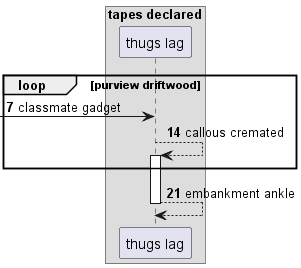 tapes declared
thugs lag
loop [purview driftwood]
7 classmate gadget
14 callous cremated
21 embankment ankle
thugs lag